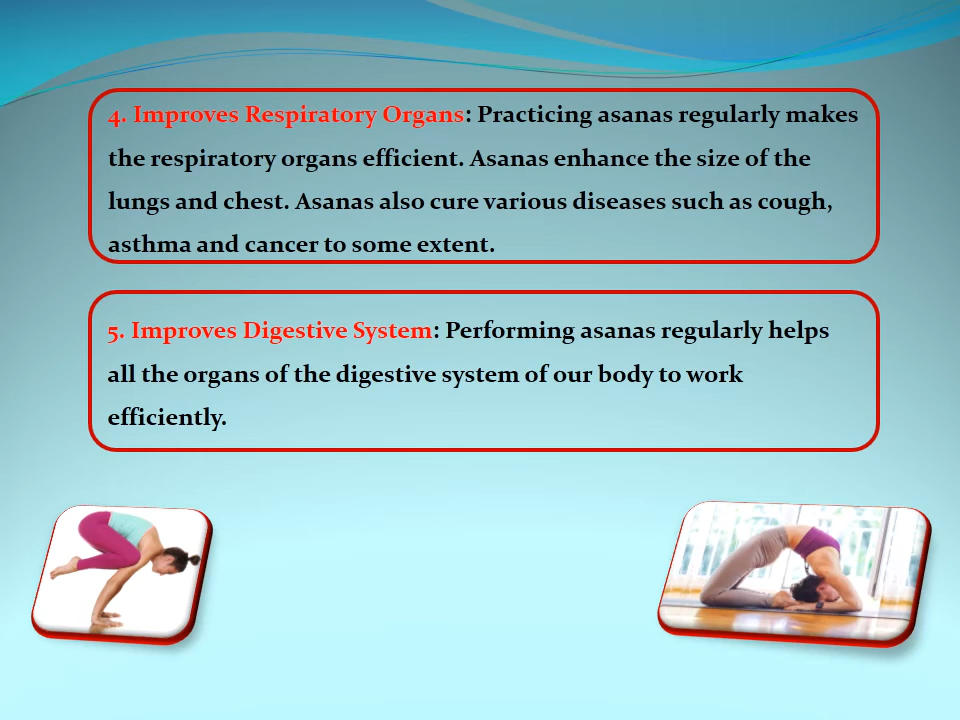 4. Improves Respiratory Organs: Practicing asanas regularly makes
the respiratory organs efficient. Asanas enhance the size of the
lungs and chest. Asanas also cure various diseases such as cough,
asthma and cancer to some extent.
5. Improves Digestive System: Performing asanas regularly helps
all the organs of the digestive system of our body to work
efficiently.